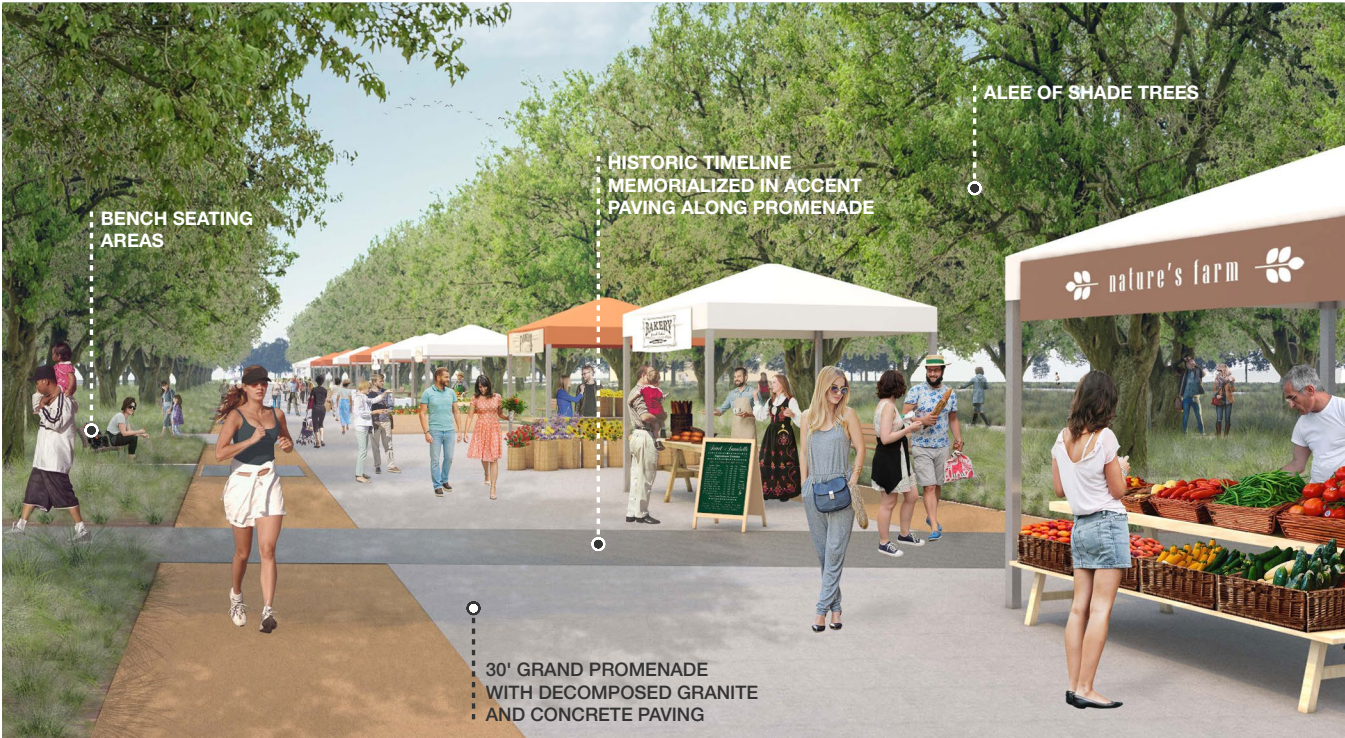 ALEE OF SHADE TREES
HISTORIC TIMELINE
MEMORIALIZED IN ACCENT
PAVING ALONG PROMENADE
BENCH SEATING
AREAS
nature's farm
BAKERY
30' GRAND PROMENADE
WITH DECOMPOSED GRANITE
AND CONCRETE PAVING